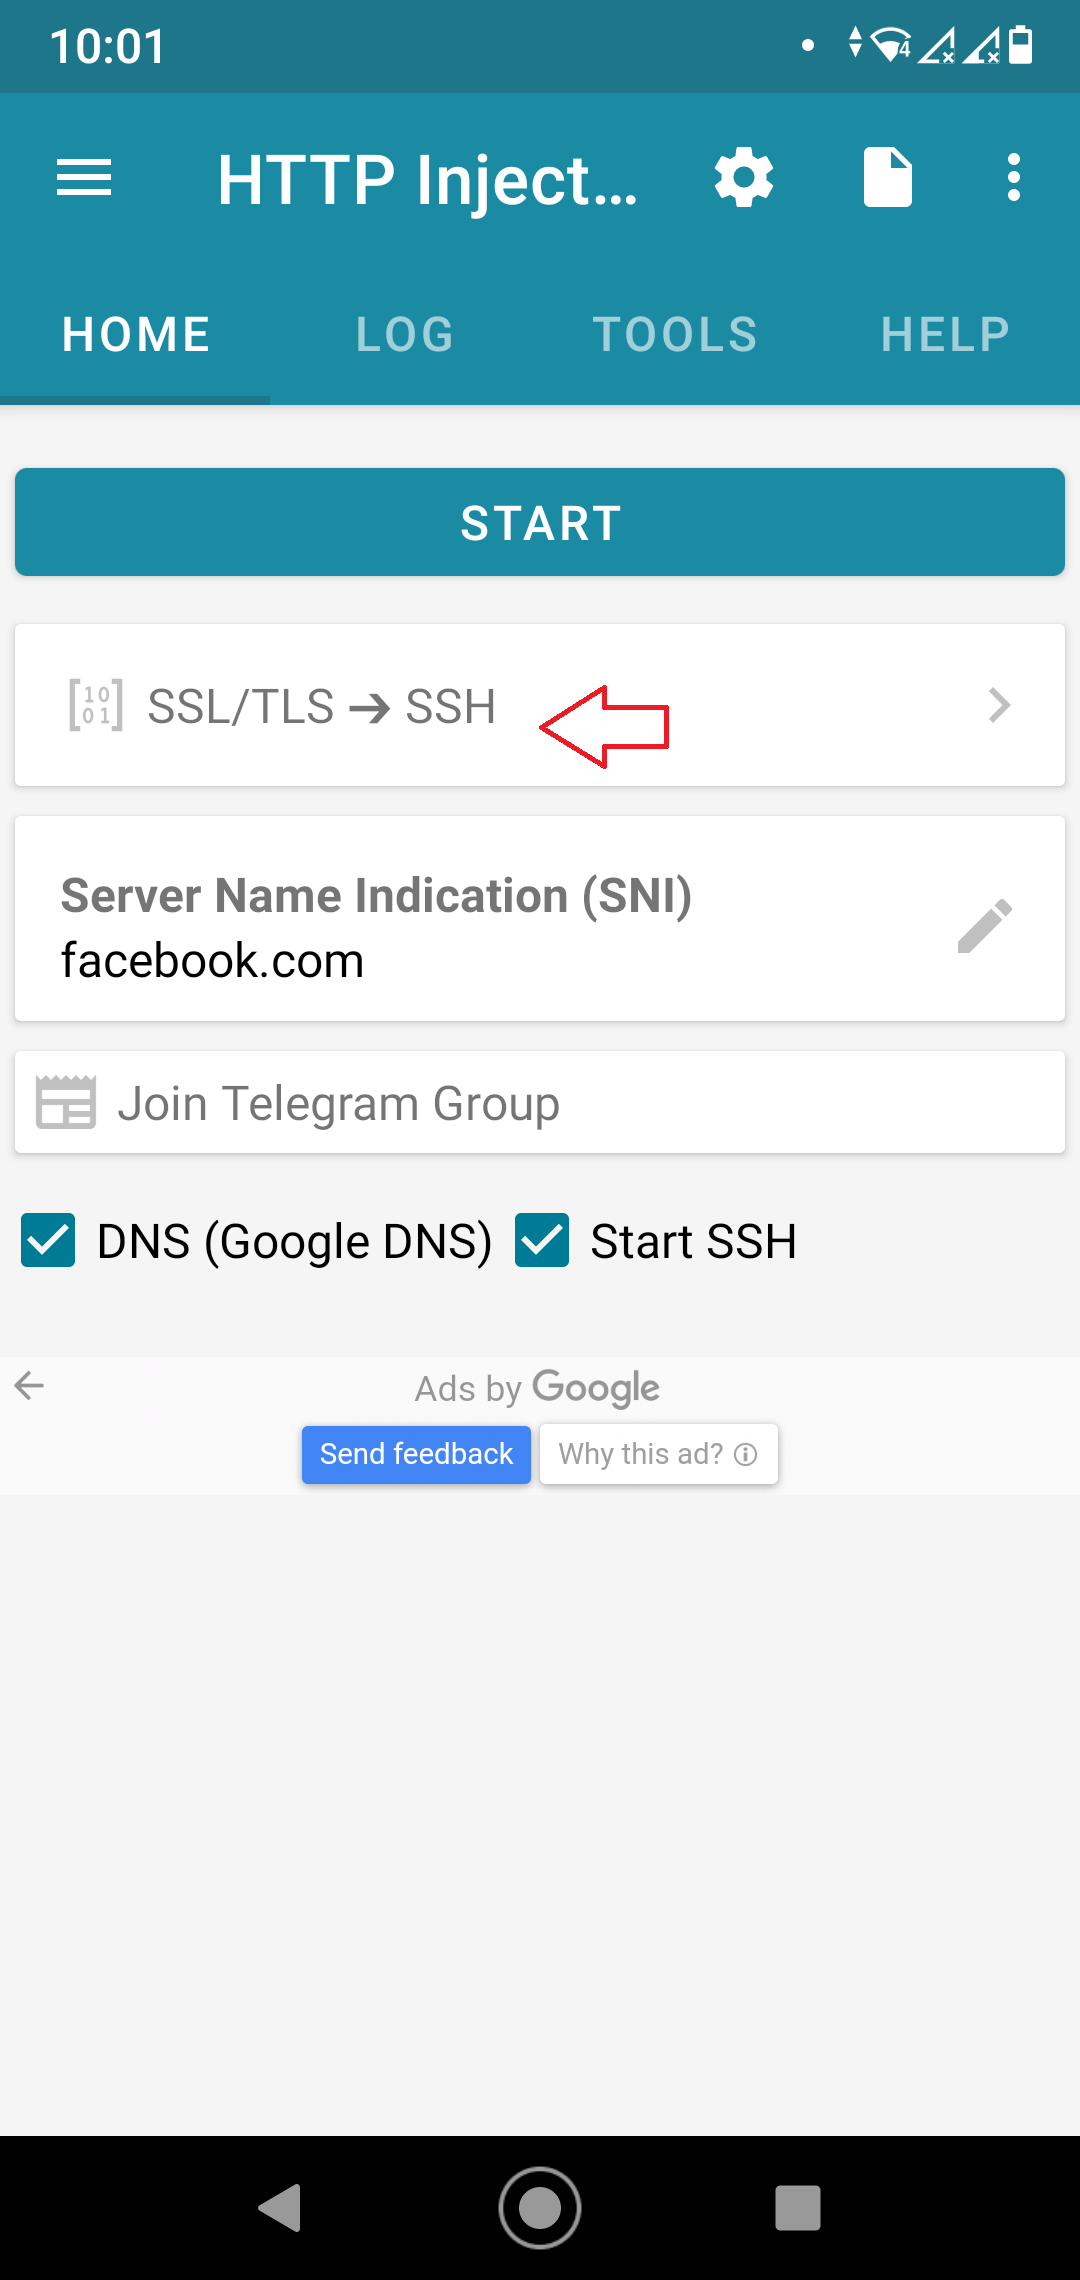 10:01
4
HTTP Inject...
HOME LOG TOOLS HELP
START
SSL/TLS ➔ SSH
Server Name Indication (SNI)
facebook.com
Join Telegram Group
DNS (Google DNS) Start SSH
Ads by Google
Send feedback Why this ad?